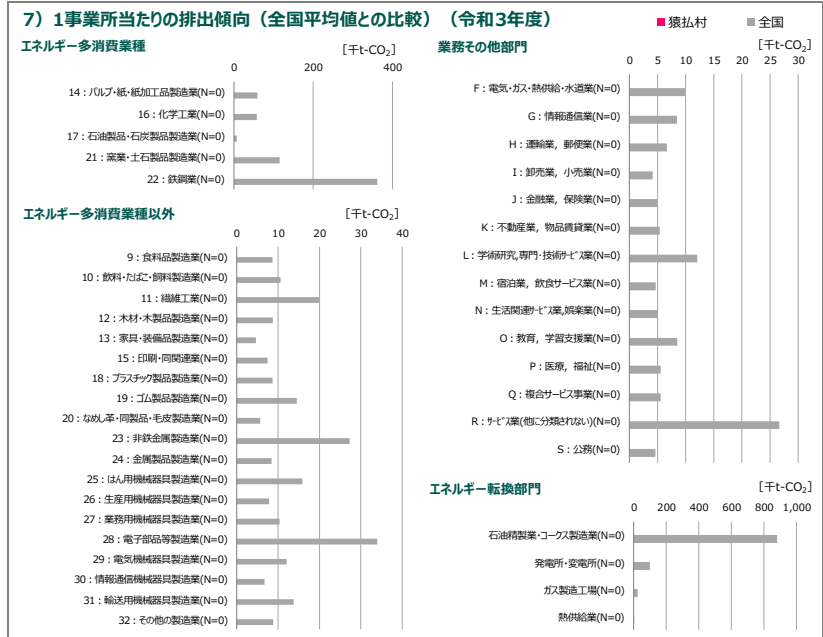 7）1事業所当たりの排出傾向（全国平均値との比較）（令和3年度）
■猿払村 ■全国
エネルギー多消費業種
[千t-CO₂]
0 200 400
14：パルプ・紙・紙加工品製造業(N=0)
16：化学工業(N=0)
17：石油製品・石炭製品製造業(N=0)
21：窯業・土石製品製造業(N=0)
22：鉄鋼業(N=0)
エネルギー多消費業種以外
[千t-CO₂]
0 10 20 30 40
9：食料品製造業(N=0)
10：飲料・たばこ・飼料製造業(N=0)
11：繊維工業(N=0)
12：木材・木製品製造業(N=0)
13：家具・装備品製造業(N=0)
15：印刷・同関連業(N=0)
18：プラスチック製品製造業(N=0)
19：ゴム製品製造業(N=0)
20：なめし革・同製品・毛皮製造業(N=0)
23：非鉄金属製造業(N=0)
24：金属製品製造業(N=0)
25：はん用機械器具製造業(N=0)
26：生産用機械器具製造業(N=0)
27：業務用機械器具製造業(N=0)
28：電子部品等製造業(N=0)
29：電気機械器具製造業(N=0)
30：情報通信機械器具製造業(N=0)
31：輸送用機械器具製造業(N=0)
32：その他の製造業(N=0)
業務その他部門
[千t-CO₂]
0 5 10 15 20 25 30
F：電気・ガス・熱供給・水道業(N=0)
G：情報通信業(N=0)
H：運輸業，郵便業(N=0)
I：卸売業，小売業(N=0)
J：金融業，保険業(N=0)
K：不動産業，物品賃貸業(N=0)
L：学術研究,専門・技術ｻｰﾋﾞｽ業(N=0)
M：宿泊業，飲食サービス業(N=0)
N：生活関連ｻｰﾋﾞｽ業,娯楽業(N=0)
O：教育，学習支援業(N=0)
P：医療，福祉(N=0)
Q：複合サービス事業(N=0)
R：ｻｰﾋﾞｽ業(他に分類されない)(N=0)
S：公務(N=0)
エネルギー転換部門
[千t-CO₂]
0 200 400 600 800 1,000
石油精製業・コークス製造業(N=0)
発電所・変電所(N=0)
ガス製造工場(N=0)
熱供給業(N=0)